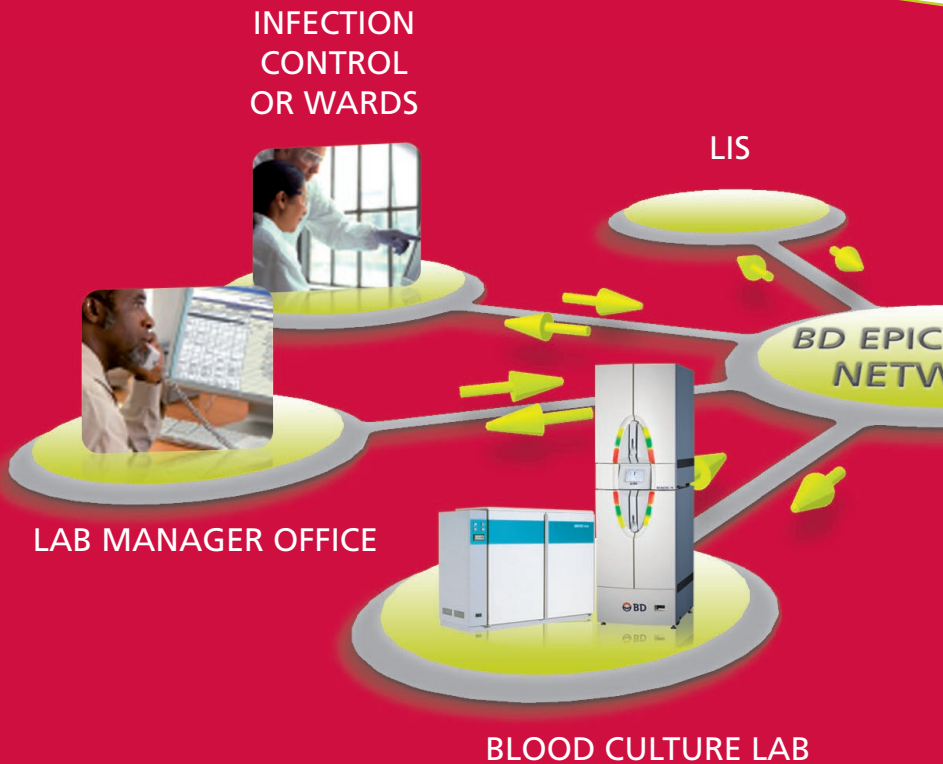 INFECTION
CONTROL
OR WARDS
LIS
BD EPIC
NETW
LAB MANAGER OFFICE
BD
BLOOD CULTURE LAB